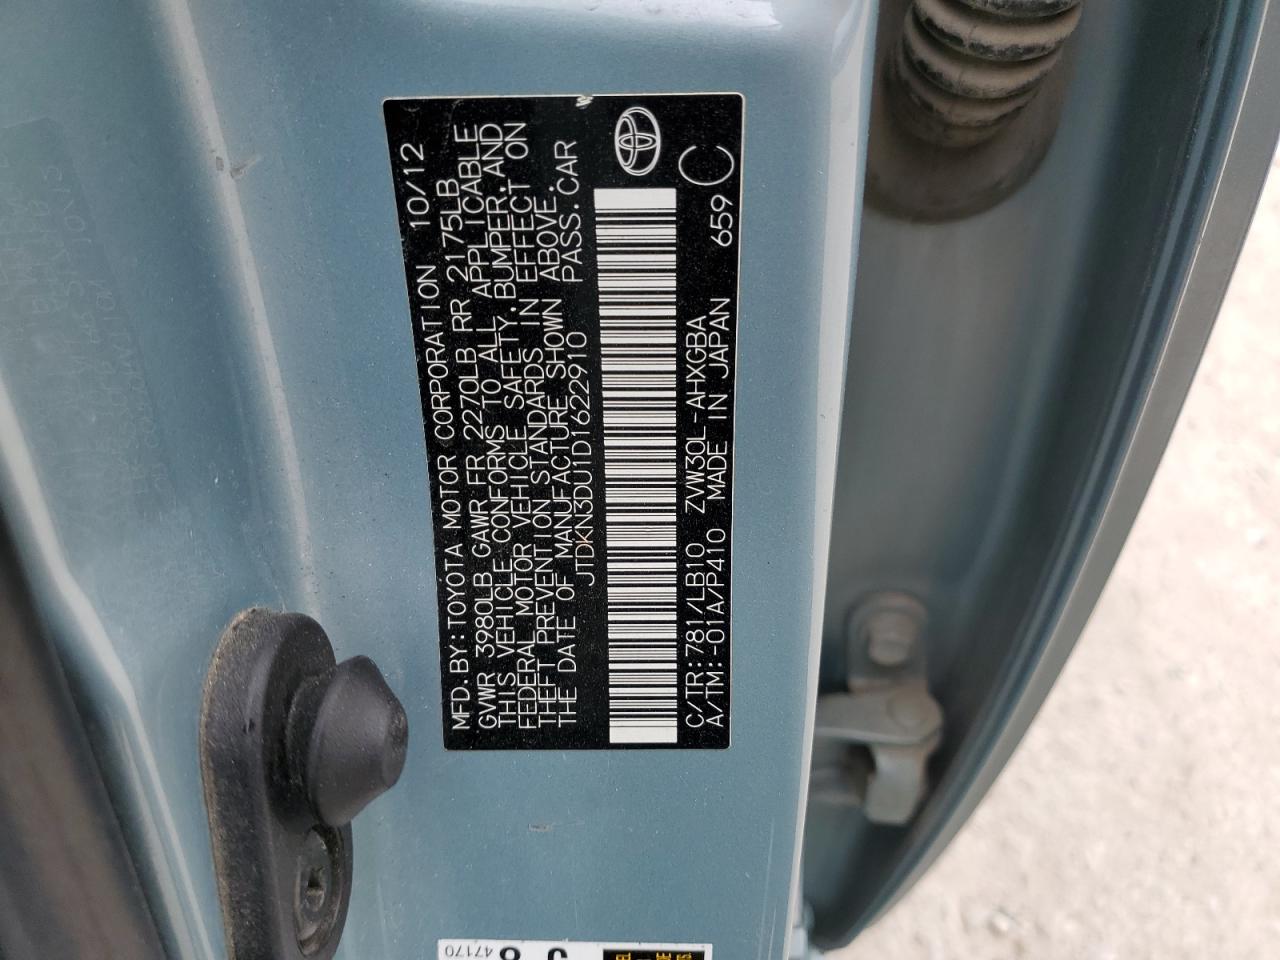 MFD.BY:TOYOTA MOTOR CORPORATION 10/12
GVWR 3980LB GAWR FR 2270LB RR 2175LB
THIS VEHICLE CONFORMS TO ALL APPLICABLE
FEDERAL MOTOR VEHICLE SAFETY,BUMPER,AND
THEFT PREVENTION STANDARDS IN EFFECT ON
THE DATE OF MANUFACTURE SHOWN ABOVE.
JTDKN3DU1D1622910 PASS.CAR
C/TR:781/LB10 ZVW30L-AHXGBA 659 C
A/TM:-01A/P410 MADE IN JAPAN
47170